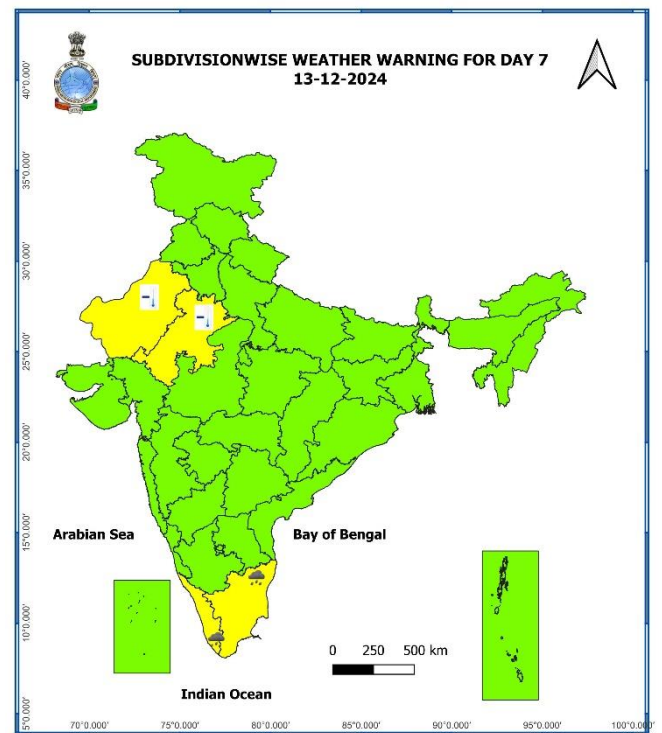 SUBDIVISIONWISE WEATHER WARNING FOR DAY 7
13-12-2024
40°0.000'
35°0.000'
30°0.000'
25°0.000'
20°0.000'
15°0.000'
10°0.000'
5°0.000'
Arabian Sea
Bay of Bengal
0 250 500 km
Indian Ocean
70°0.000' 75°0.000' 80°0.000' 85°0.000' 90°0.000' 95°0.000' 100°0.000'